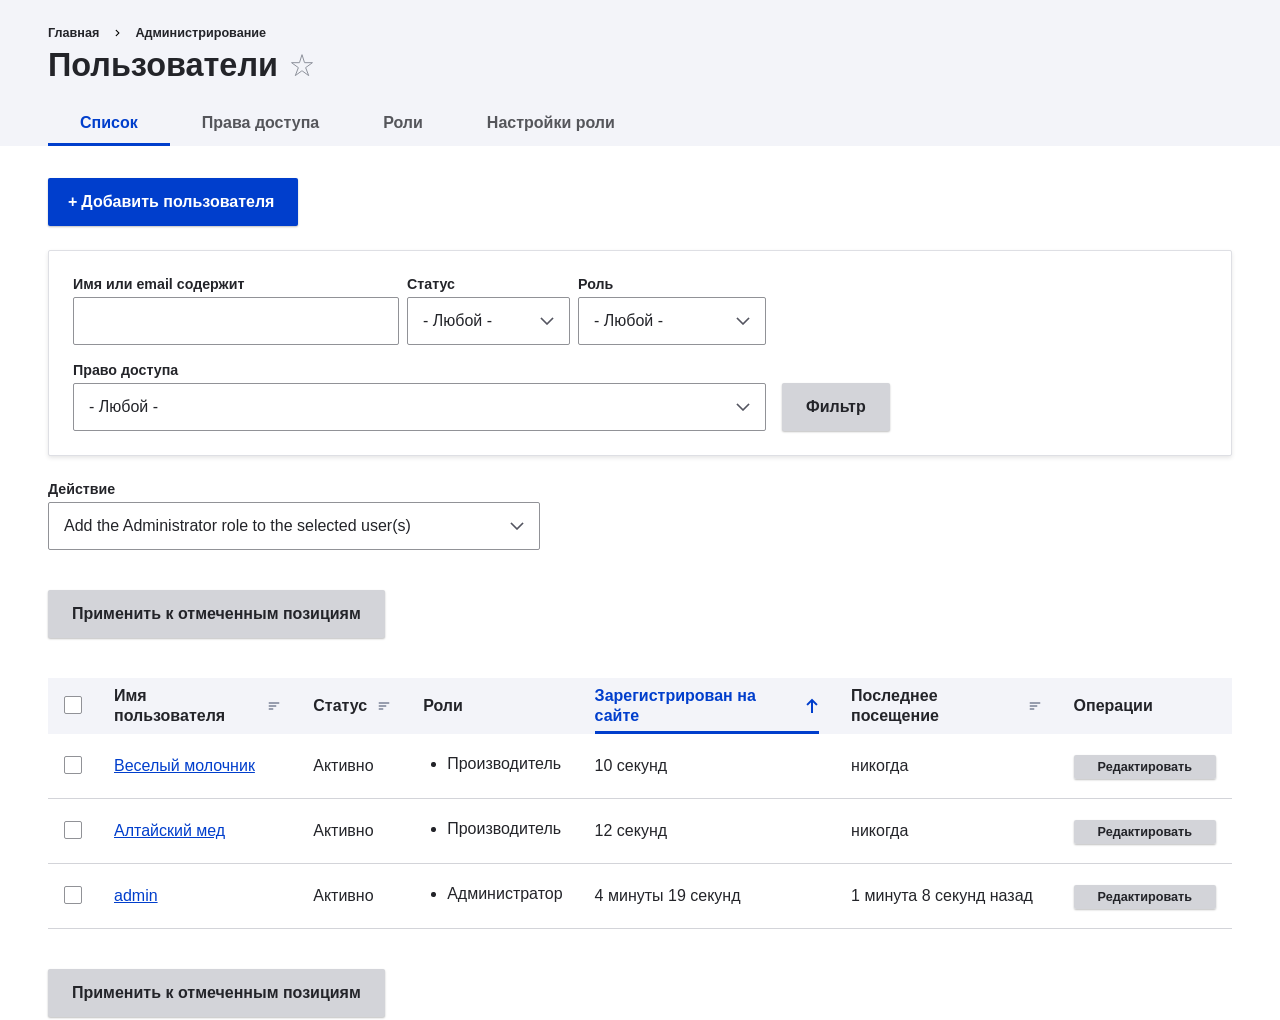 Главная › Администрирование
Пользователи ☆
Список Права доступа Роли Настройки роли
+ Добавить пользователя
Имя или email содержит Статус Роль
- Любой - - Любой -
Право доступа
- Любой - Фильтр
Действие
Add the Administrator role to the selected user(s)
Применить к отмеченным позициям
Имя пользователя Статус Роли Зарегистрирован на сайте Последнее посещение Операции
Веселый молочник Активно • Производитель 10 секунд никогда Редактировать
Алтайский мед Активно • Производитель 12 секунд никогда Редактировать
admin Активно • Администратор 4 минуты 19 секунд 1 минута 8 секунд назад Редактировать
Применить к отмеченным позициям